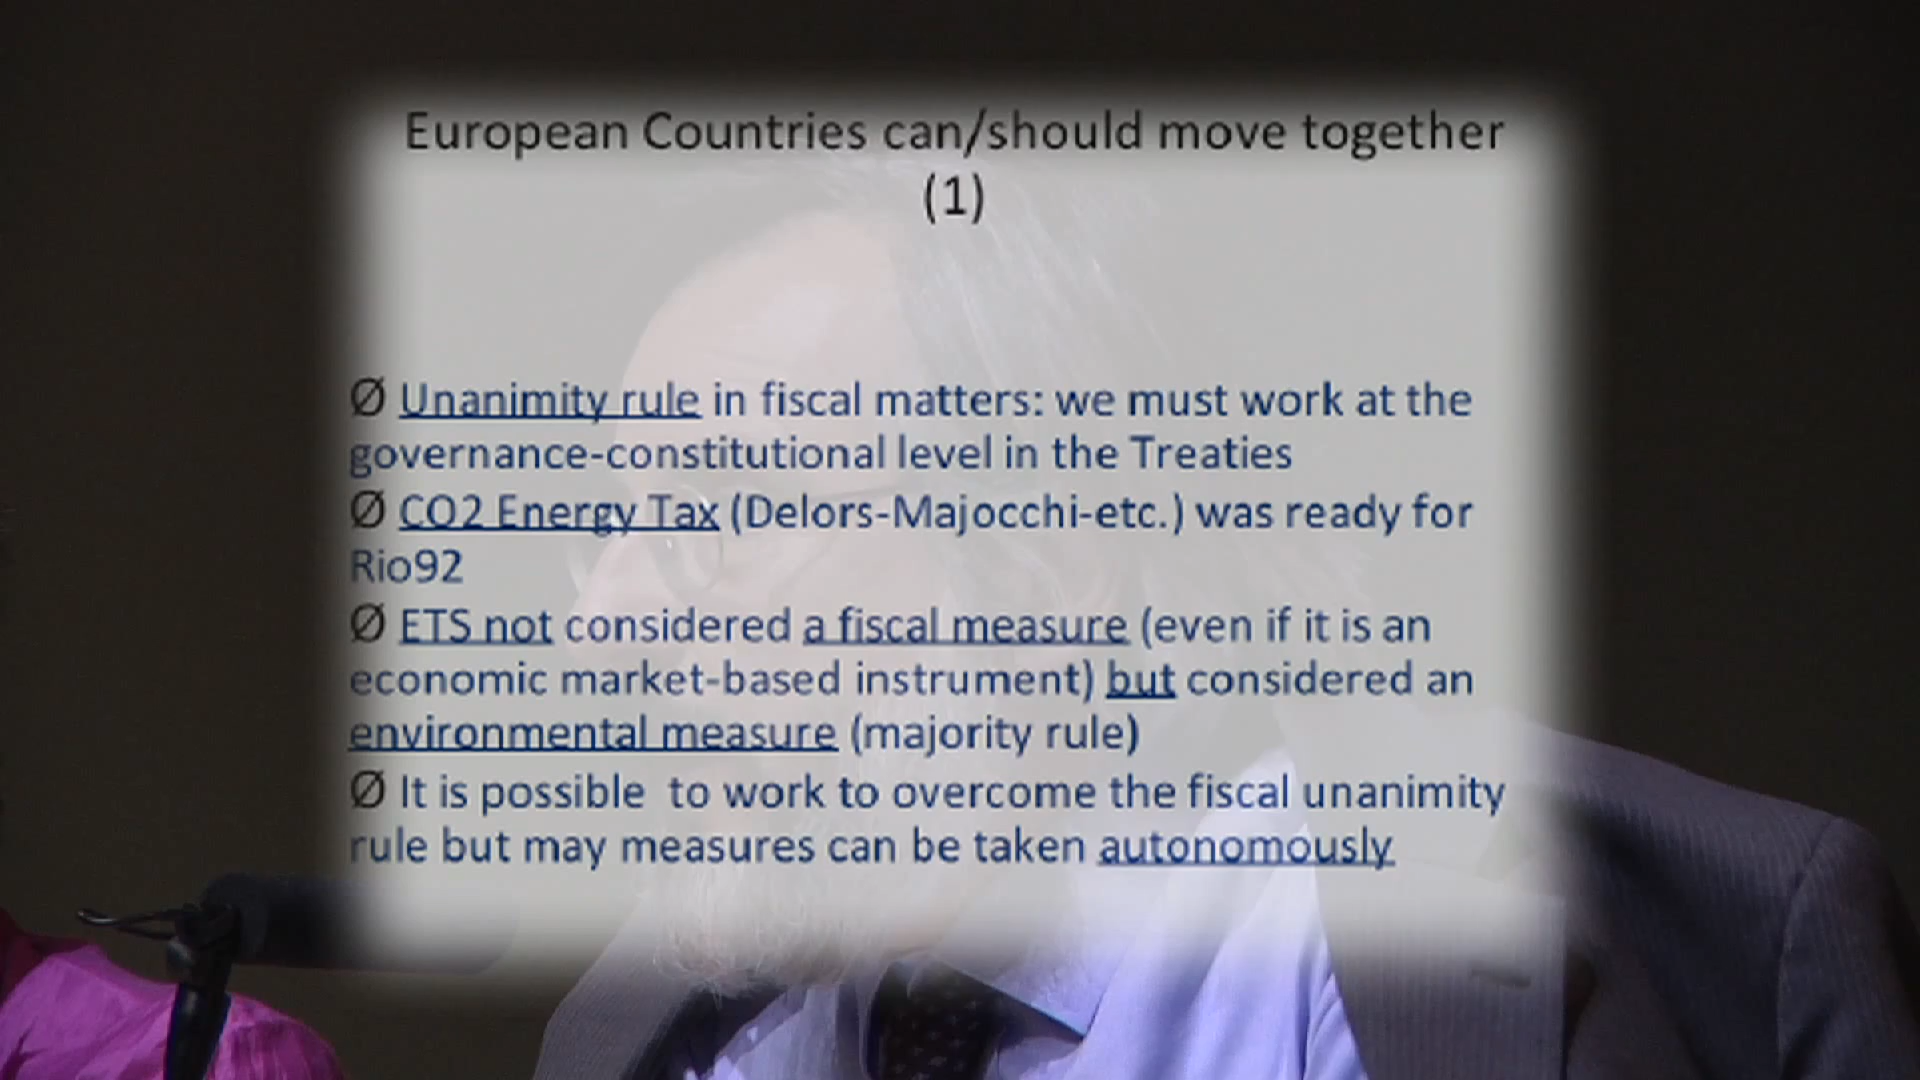 European Countries can/should move together
(1)
Ø Unanimity rule in fiscal matters: we must work at the
governance-constitutional level in the Treaties
Ø CO2 Energy Tax (Delors-Majocchi-etc.) was ready for
Rio92
Ø ETS not considered a fiscal measure (even if it is an
economic market-based instrument) but considered an
environmental measure (majority rule)
Ø It is possible  to work to overcome the fiscal unanimity
rule but may measures can be taken autonomously